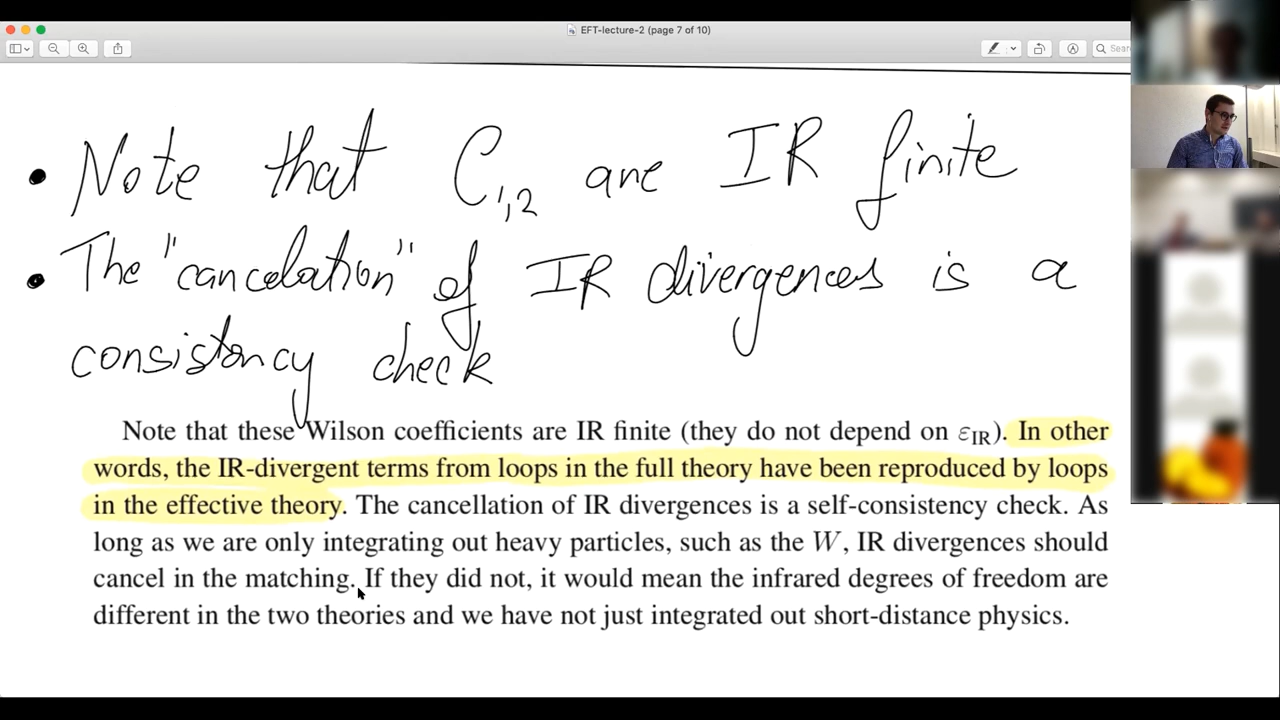 EFT-lecture-2 (page 7 of 10)
Sear
• Note that C1,2 are IR finite
• The "cancelation" of IR divergences is a
consistency check
Note that these Wilson coefficients are IR finite (they do not depend on εIR). In other
words, the IR-divergent terms from loops in the full theory have been reproduced by loops
in the effective theory. The cancellation of IR divergences is a self-consistency check. As
long as we are only integrating out heavy particles, such as the W, IR divergences should
cancel in the matching. If they did not, it would mean the infrared degrees of freedom are
different in the two theories and we have not just integrated out short-distance physics.